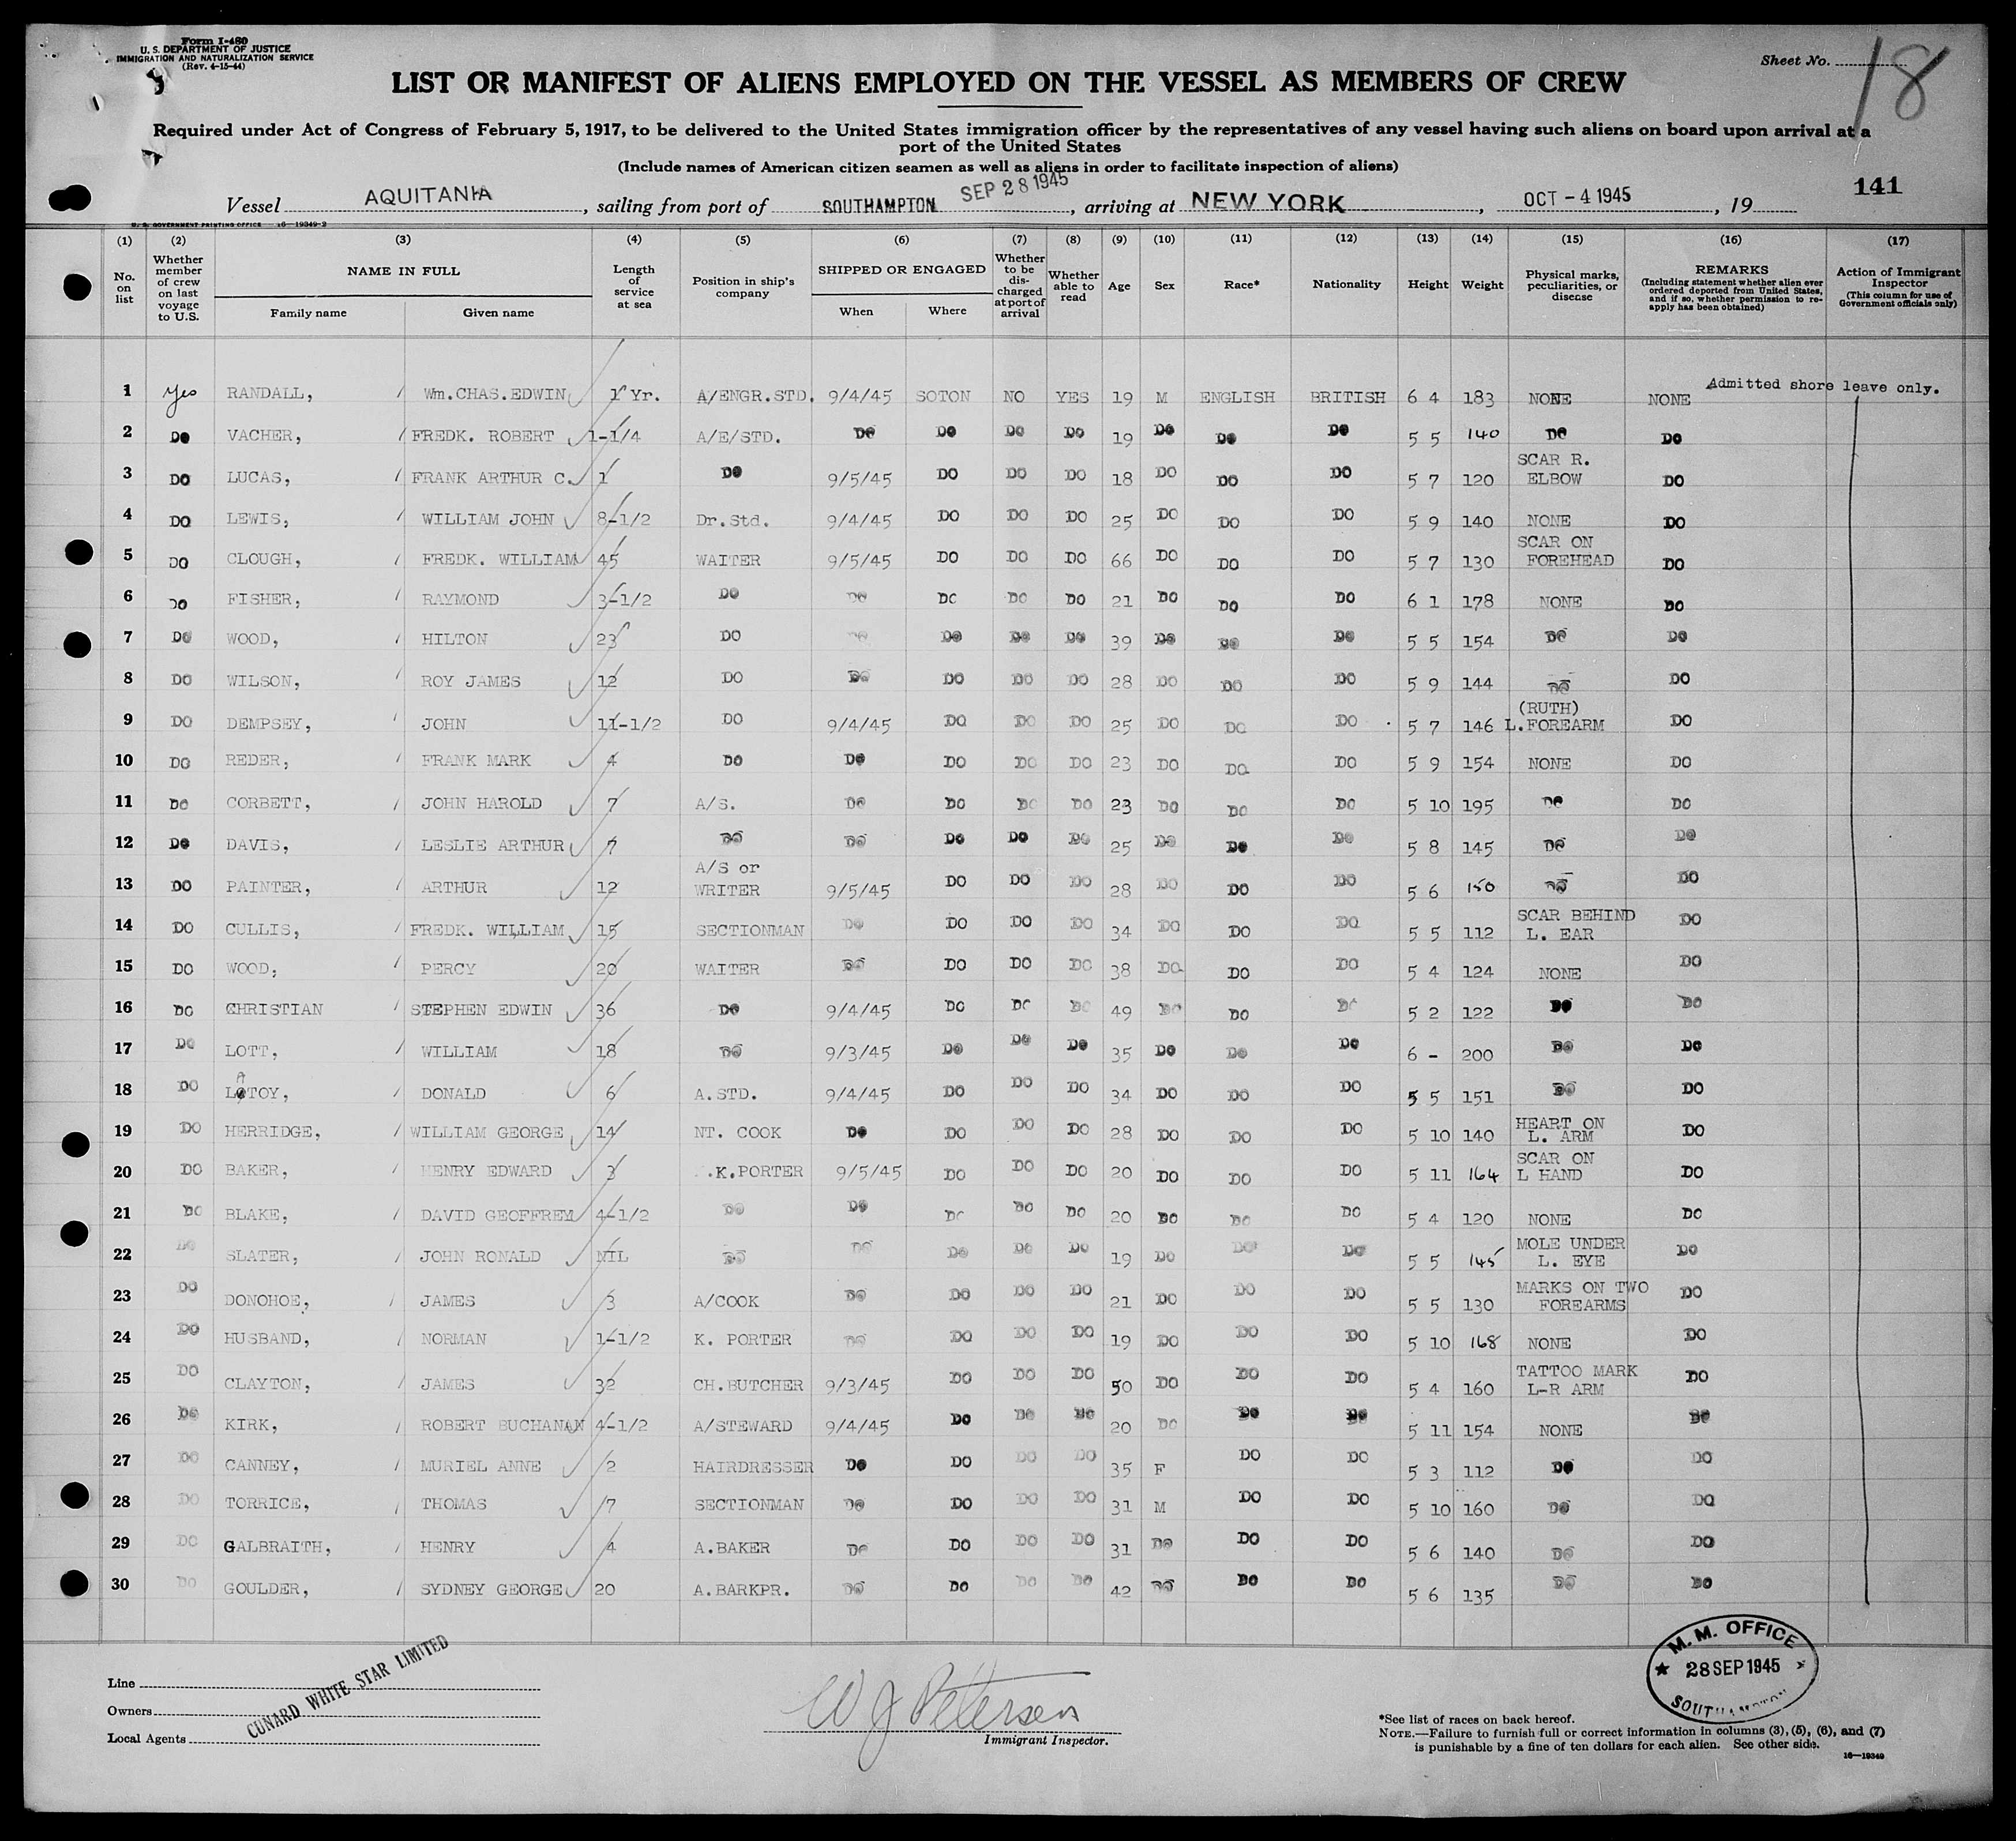 Form I-480
U. S. DEPARTMENT OF JUSTICE
IMMIGRATION AND NATURALIZATION SERVICE
(Rev. 4-15-44)
Sheet No. 18
LIST OR MANIFEST OF ALIENS EMPLOYED ON THE VESSEL AS MEMBERS OF CREW
Required under Act of Congress of February 5, 1917, to be delivered to the United States immigration officer by the representatives of any vessel having such aliens on board upon arrival at a
port of the United States
(Include names of American citizen seamen as well as aliens in order to facilitate inspection of aliens)
141
Vessel AQUITANIA, sailing from port of SOUTHAMPTON SEP 28 1945, arriving at NEW YORK, OCT - 4 1945, 19
U. S. GOVERNMENT PRINTING OFFICE 16-19349-2
(1) (2) (3) (4) (5) (6) (7) (8) (9) (10) (11) (12) (13) (14) (15) (16) (17)
No. on list
Whether member of crew on last voyage to U.S.
NAME IN FULL
Family name
Given name
Length of service at sea
Position in ship's company
SHIPPED OR ENGAGED
When
Where
Whether to be discharged at port of arrival
Whether able to read
Age
Sex
Race*
Nationality
Height
Weight
Physical marks, peculiarities, or disease
REMARKS
(Including statement whether alien ever ordered deported from United States, and if so, whether permission to reapply has been obtained)
Action of Immigrant Inspector
(This column for use of Government officials only)
Admitted shore leave only.
1 Yes RANDALL, Wm.CHAS.EDWIN 1 Yr. A/ENGR.STD. 9/4/45 SOTON NO YES 19 M ENGLISH BRITISH 6 4 183 NONE NONE
2 DO VACHER, FREDK. ROBERT 1-1/4 A/E/STD. DO DO DO DO 19 DO DO DO 5 5 140 DO DO
3 DO LUCAS, FRANK ARTHUR C. 1 DO 9/5/45 DO DO DO 18 DO DO DO 5 7 120 SCAR R. ELBOW DO
4 DO LEWIS, WILLIAM JOHN 8-1/2 Dr.Std. 9/4/45 DO DO DO 25 DO DO DO 5 9 140 NONE DO
5 DO CLOUGH, FREDK. WILLIAM 45 WAITER 9/5/45 DO DO DO 66 DO DO DO 5 7 130 SCAR ON FOREHEAD DO
6 DO FISHER, RAYMOND 3-1/2 DO DO DO DO DO 21 DO DO DO 6 1 178 NONE DO
7 DO WOOD, HILTON 23 DO DO DO DO DO 39 DO DO DO 5 5 154 DO DO
8 DO WILSON, ROY JAMES 12 DO DO DO DO DO 28 DO DO DO 5 9 144 DO DO
9 DO DEMPSEY, JOHN 11-1/2 DO 9/4/45 DO DO DO 25 DO DO DO 5 7 146 (RUTH) L.FOREARM DO
10 DO REDER, FRANK MARK 4 DO DO DO DO DO 23 DO DO DO 5 9 154 NONE DO
11 DO CORBETT, JOHN HAROLD 7 A/S. DO DO DO DO 23 DO DO DO 5 10 195 DO DO
12 DO DAVIS, LESLIE ARTHUR 7 DO DO DO DO DO 25 DO DO DO 5 8 145 DO DO
13 DO PAINTER, ARTHUR 12 A/S or WRITER 9/5/45 DO DO DO 28 DO DO DO 5 6 150 DO DO
14 DO CULLIS, FREDK. WILLIAM 15 SECTIONMAN DO DO DO DO 34 DO DO DO 5 5 112 SCAR BEHIND L. EAR DO
15 DO WOOD, PERCY 20 WAITER DO DO DO DO 38 DO DO DO 5 4 124 NONE DO
16 DO CHRISTIAN STEPHEN EDWIN 36 DO 9/4/45 DO DO DO 49 DO DO DO 5 2 122 DO DO
17 DO LOTT, WILLIAM 18 DO 9/3/45 DO DO DO 35 DO DO DO 6 - 200 DO DO
18 DO LATOY, DONALD 6 A.STD. 9/4/45 DO DO DO 34 DO DO DO 5 5 151 DO DO
19 DO HERRIDGE, WILLIAM GEORGE 14 NT. COOK DO DO DO DO 28 DO DO DO 5 10 140 HEART ON L. ARM DO
20 DO BAKER, HENRY EDWARD 3 .K.PORTER 9/5/45 DO DO DO 20 DO DO DO 5 11 164 SCAR ON L HAND DO
21 DO BLAKE, DAVID GEOFFREY 4-1/2 DO DO DO DO DO 20 DO DO DO 5 4 120 NONE DO
22 DO SLATER, JOHN RONALD NIL DO DO DO DO DO 19 DO DO DO 5 5 145 MOLE UNDER L. EYE DO
23 DO DONOHOE, JAMES 3 A/COOK DO DO DO DO 21 DO DO DO 5 5 130 MARKS ON TWO FOREARMS DO
24 DO HUSBAND, NORMAN 1-1/2 K. PORTER DO DO DO DO 19 DO DO DO 5 10 168 NONE DO
25 DO CLAYTON, JAMES 32 CH.BUTCHER 9/3/45 DO DO DO 50 DO DO DO 5 4 160 TATTOO MARK L-R ARM DO
26 DO KIRK, ROBERT BUCHANAN 4-1/2 A/STEWARD 9/4/45 DO DO DO 20 DO DO DO 5 11 154 NONE DO
27 DO CANNEY, MURIEL ANNE 2 HAIRDRESSER DO DO DO DO 35 F DO DO 5 3 112 DO DO
28 DO TORRICE, THOMAS 7 SECTIONMAN DO DO DO DO 31 M DO DO 5 10 160 DO DO
29 DO GALBRAITH, HENRY 4 A.BAKER DO DO DO DO 31 DO DO DO 5 6 140 DO DO
30 DO GOULDER, SYDNEY GEORGE 20 A.BARKPR. DO DO DO DO 42 DO DO DO 5 6 135 DO DO
Line
Owners
Local Agents
CUNARD WHITE STAR LIMITED
W J Petersen
Immigrant Inspector.
M. M. OFFICE
28 SEP 1945
SOUTHAMPTON
*See list of races on back hereof.
NOTE.—Failure to furnish full or correct information in columns (3), (5), (6), and (7)
is punishable by a fine of ten dollars for each alien. See other side.
16-19349